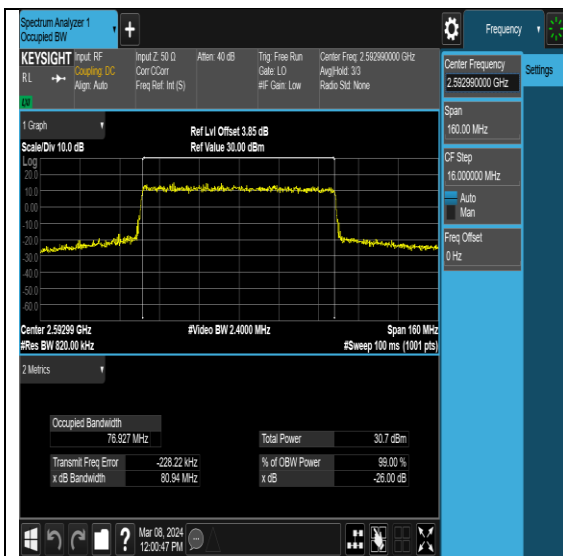 Spectrum Analyzer 1
Occupied BW
Frequency
KEYSIGHT
RL
Input: RF
Coupling: DC
Align: Auto
Input Z: 50 Ω
Corr CCorr
Freq Ref: Int (S)
Atten: 40 dB
Trig: Free Run
Gate: LO
#IF Gain: Low
Center Freq: 2.592990000 GHz
Avg|Hold: 3/3
Radio Std: None
Center Frequency
2.592990000 GHz
Settings
Span
160.00 MHz
CF Step
16.000000 MHz
Auto
Man
Freq Offset
0 Hz
1 Graph
Scale/Div 10.0 dB
Ref Lvl Offset 3.85 dB
Ref Value 30.00 dBm
Log
20.0
10.0
0.00
-10.0
-20.0
-30.0
-40.0
-50.0
-60.0
Center 2.59299 GHz
#Video BW 2.4000 MHz
Span 160 MHz
#Res BW 820.00 kHz
#Sweep 100 ms (1001 pts)
2 Metrics
Occupied Bandwidth
76.927 MHz
Total Power 30.7 dBm
Transmit Freq Error -228.22 kHz
% of OBW Power 99.00 %
x dB Bandwidth 80.94 MHz
x dB -26.00 dB
?
Mar 08, 2024
12:00:47 PM